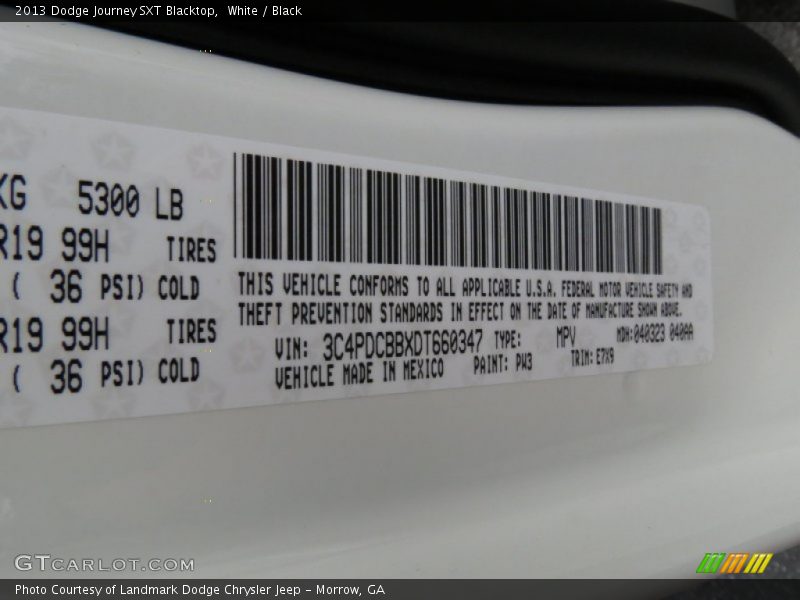 2013 Dodge Journey SXT Blacktop, White / Black
KG 5300 LB
R19 99H TIRES
( 36 PSI) COLD
R19 99H TIRES
( 36 PSI) COLD
THIS VEHICLE CONFORMS TO ALL APPLICABLE U.S.A. FEDERAL MOTOR VEHICLE SAFETY AND
THEFT PREVENTION STANDARDS IN EFFECT ON THE DATE OF MANUFACTURE SHOWN ABOVE.
VIN: 3C4PDCBBXDT660347 TYPE: MPV MDH:040323 040AA
VEHICLE MADE IN MEXICO PAINT: PW3 TRIM: E7X9
GTCARLOT.COM
Photo Courtesy of Landmark Dodge Chrysler Jeep - Morrow, GA